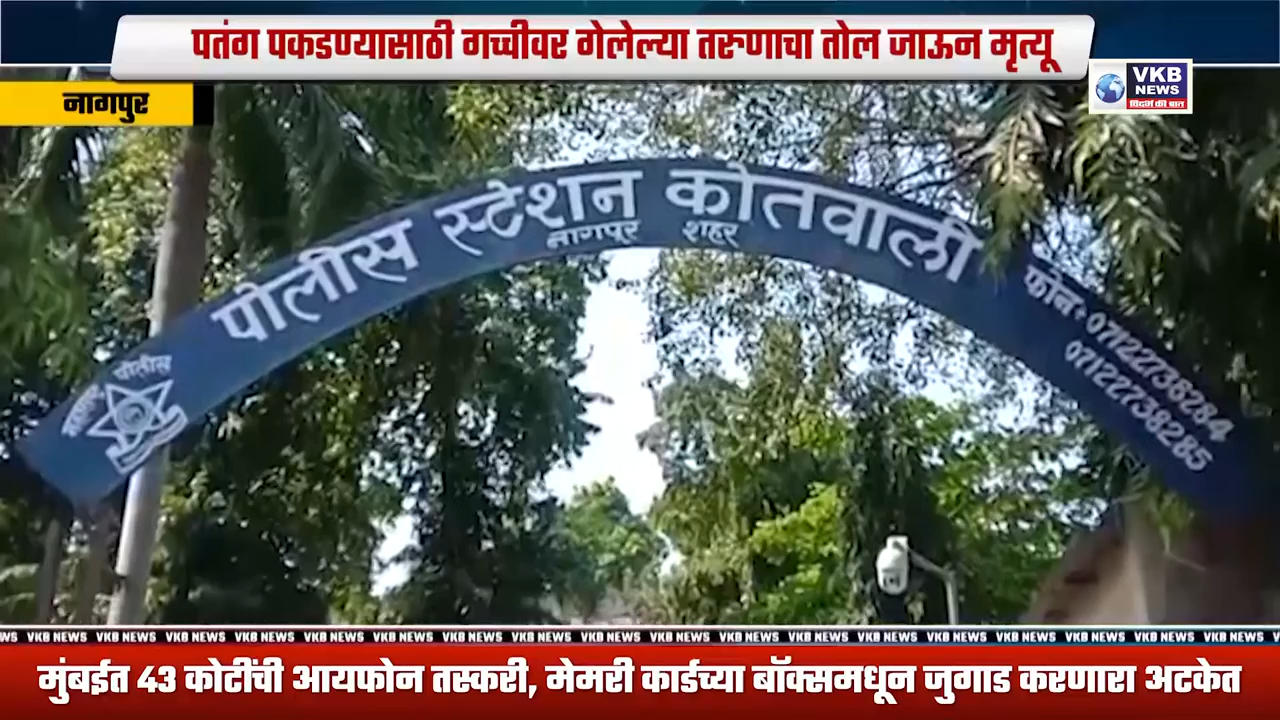 पतंग पकडण्यासाठी गच्चीवर गेलेल्या तरुणाचा तोल जाऊन मृत्यू
नागपुर
VKB
NEWS
विदर्भ की बात
पोलीस स्टेशन कोतवाली
नागपूर शहर
फोन: 07122736284
07122738285
पोलीस
VKB NEWS VKB NEWS VKB NEWS VKB NEWS VKB NEWS VKB NEWS VKB NEWS VKB NEWS VKB NEWS VKB NEWS VKB NEWS VKB NEWS VKB NEWS VKB NEWS VKB NEWS VKB NEWS VKB NEWS VKB NEWS
मुंबईत 43 कोटींची आयफोन तस्करी, मेमरी कार्डच्या बॉक्समधून जुगाड करणारा अटकेत